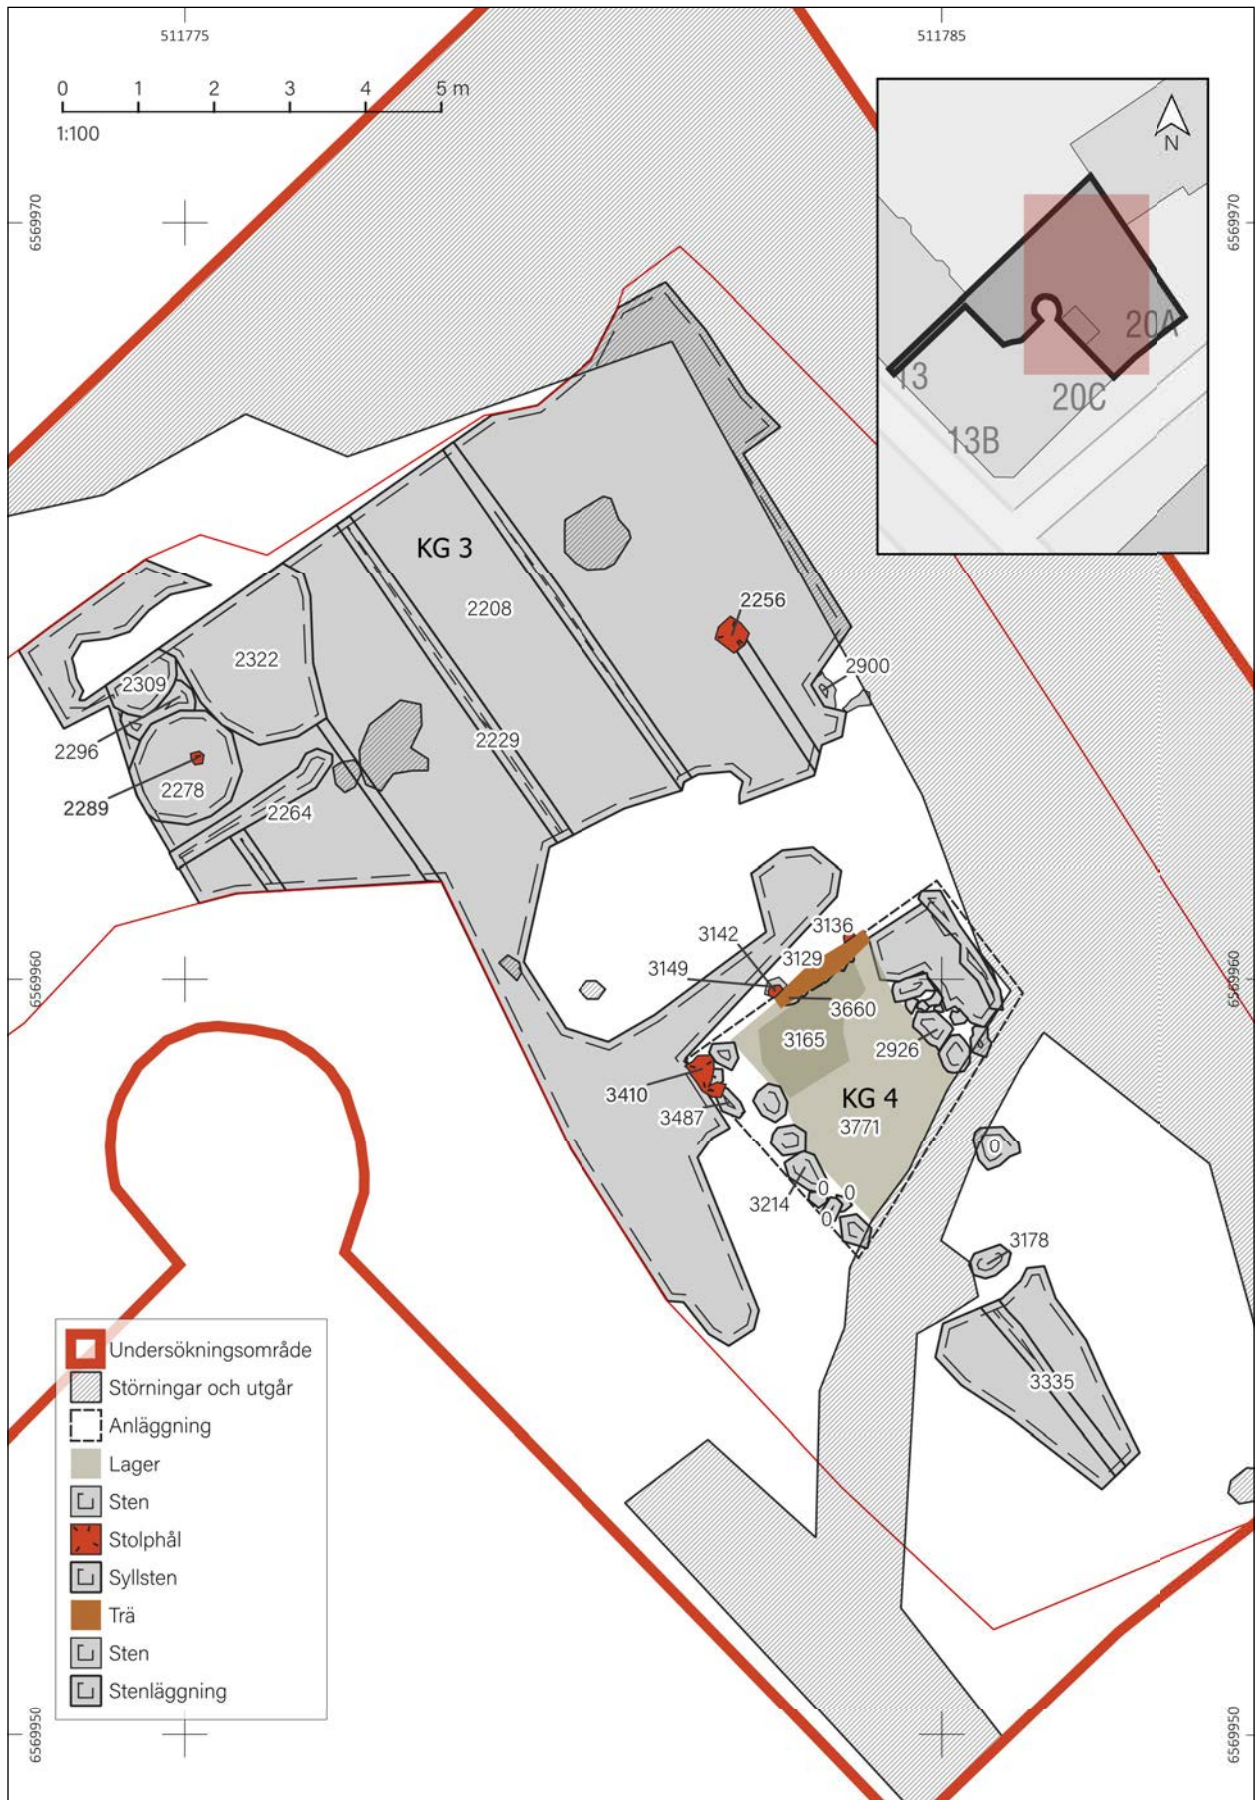 511775
511785
0 1 2 3 4 5 m
1:100
N
6569970
6569970
20A
13
20C
13B
KG 3
2208
2256
2322
2900
2309
2296
2229
2278
2289
2264
3136
3142
3129
3149
6569960
6569960
3660
3165
2926
3410
KG 4
3487
3771
0
3214
0 0
0
3178
Undersökningsområde
Störningar och utgår
3335
Anläggning
Lager
Sten
Stolphål
Syllsten
Trä
Sten
Stenläggning
6569950
6569950